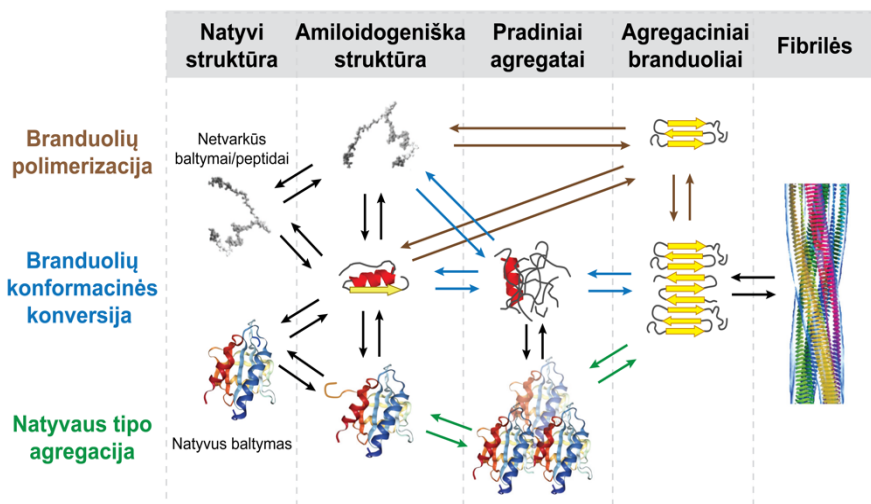 Natyvi
struktūra
Amiloidogeniška
struktūra
Pradiniai
agregatai
Agregaciniai
branduoliai
Fibrilės
Branduolių
polimerizacija
Netvarkūs
baltymai/peptidai
Branduolių
konformacinės
konversija
Natyvaus tipo
agregacija
Natyvus baltymas